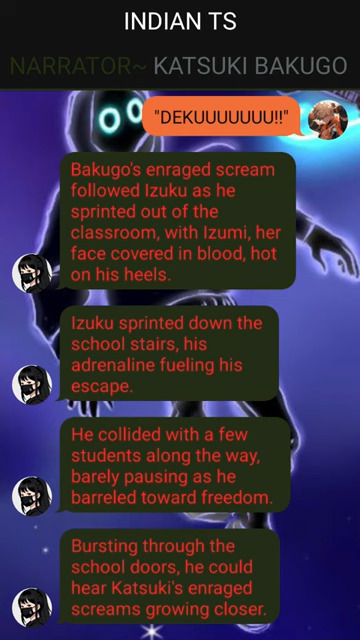 INDIAN TS
NARRATOR~ KATSUKI BAKUGO
"DEKUUUUUUU!!"
Bakugo's enraged scream
followed Izuku as he
sprinted out of the
classroom, with Izumi, her
face covered in blood, hot
on his heels.
Izuku sprinted down the
school stairs, his
adrenaline fueling his
escape.
He collided with a few
students along the way,
barely pausing as he
barreled toward freedom.
Bursting through the
school doors, he could
hear Katsuki's enraged
screams growing closer.